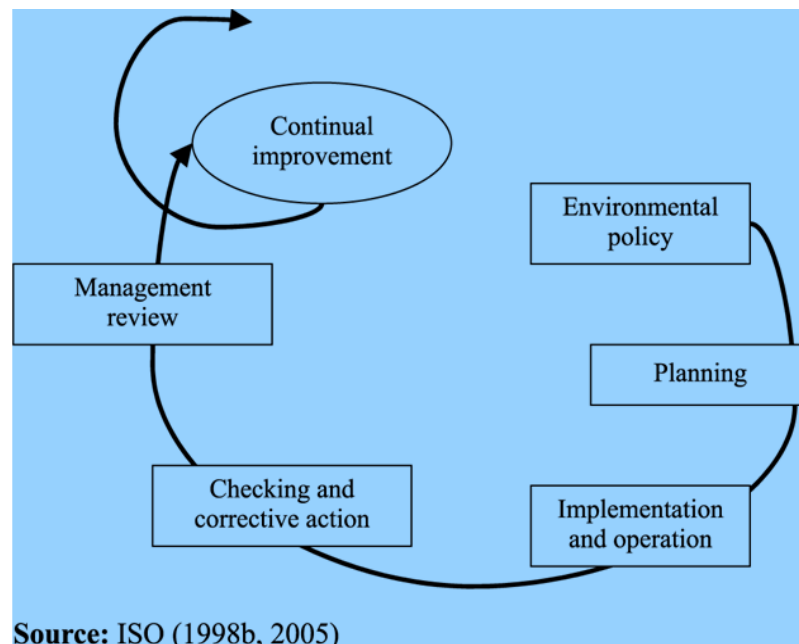 Continual
improvement
Environmental
policy
Management
review
Planning
Checking and
corrective action
Implementation
and operation
Source: ISO (1998b, 2005)